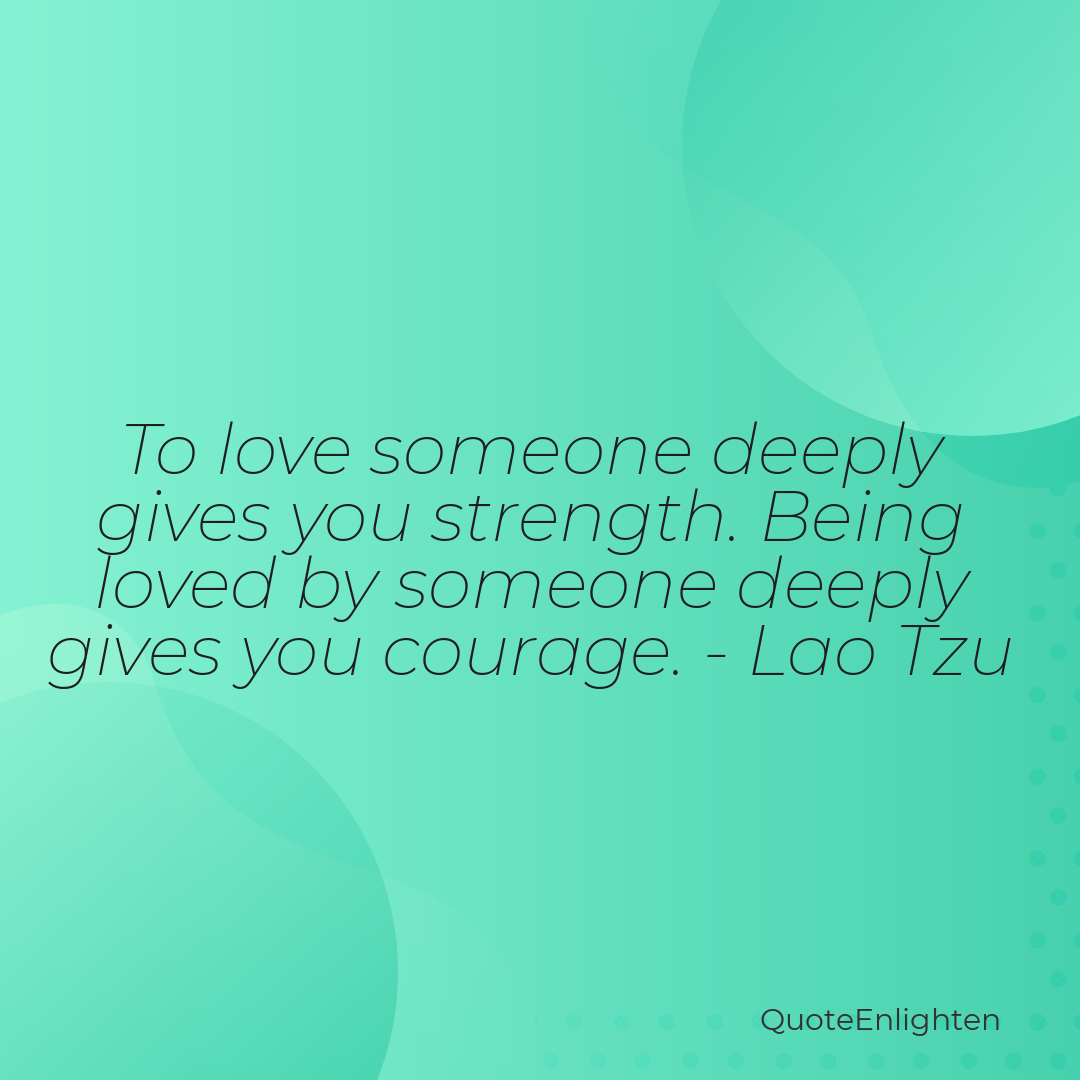 To love someone deeply
gives you strength. Being
loved by someone deeply
gives you courage. - Lao Tzu
QuoteEnlighten